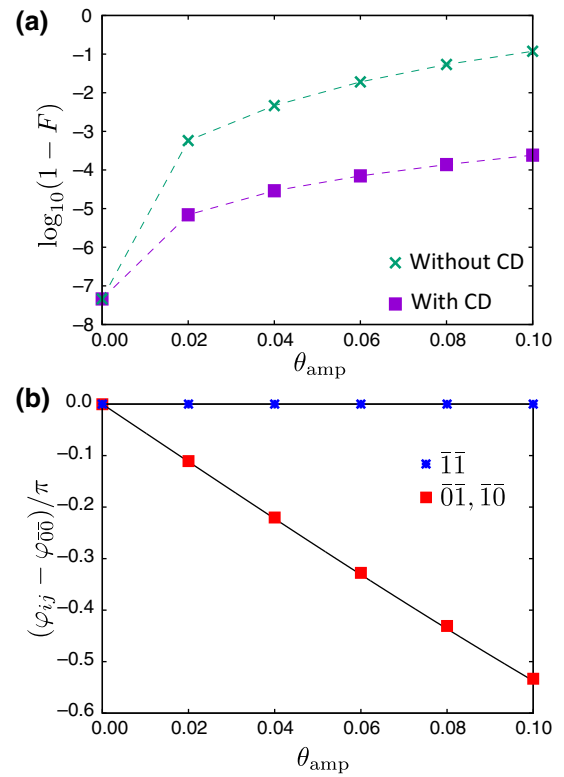 (a)
0
−1
−2
−3
−4
−5
−6
−7
−8
log₁₀(1 − F)
Without CD
With CD
0.00 0.02 0.04 0.06 0.08 0.10
θamp
(b)
0.0
−0.1
−0.2
−0.3
−0.4
−0.5
−0.6
(φij − φ0̄0̄)/π
1̄1̄
0̄1̄, 1̄0̄
0.00 0.02 0.04 0.06 0.08 0.10
θamp